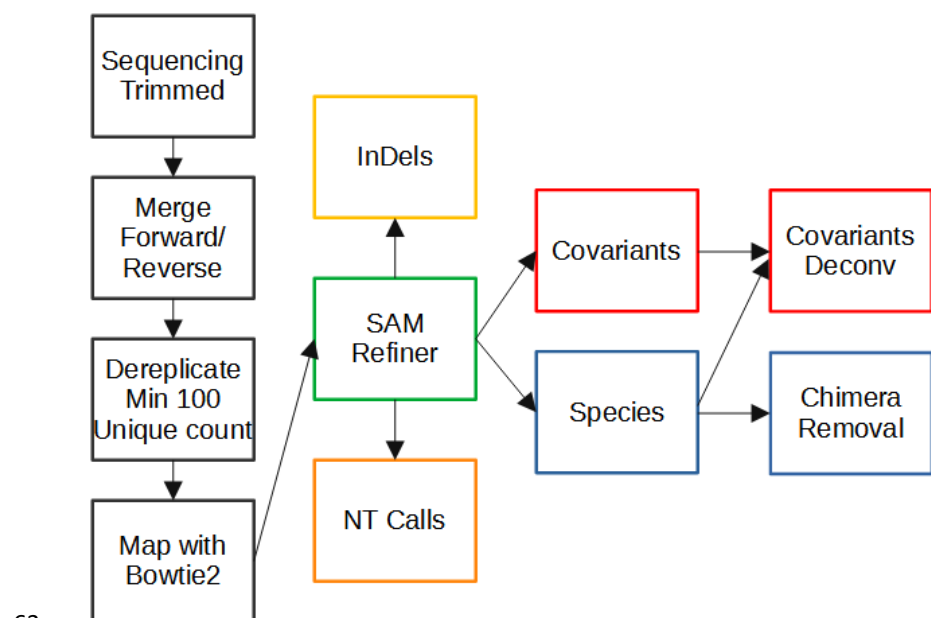 Sequencing
Trimmed
Merge
Forward/
Reverse
Dereplicate
Min 100
Unique count
Map with
Bowtie2
InDels
SAM
Refiner
NT Calls
Covariants
Species
Covariants
Deconv
Chimera
Removal